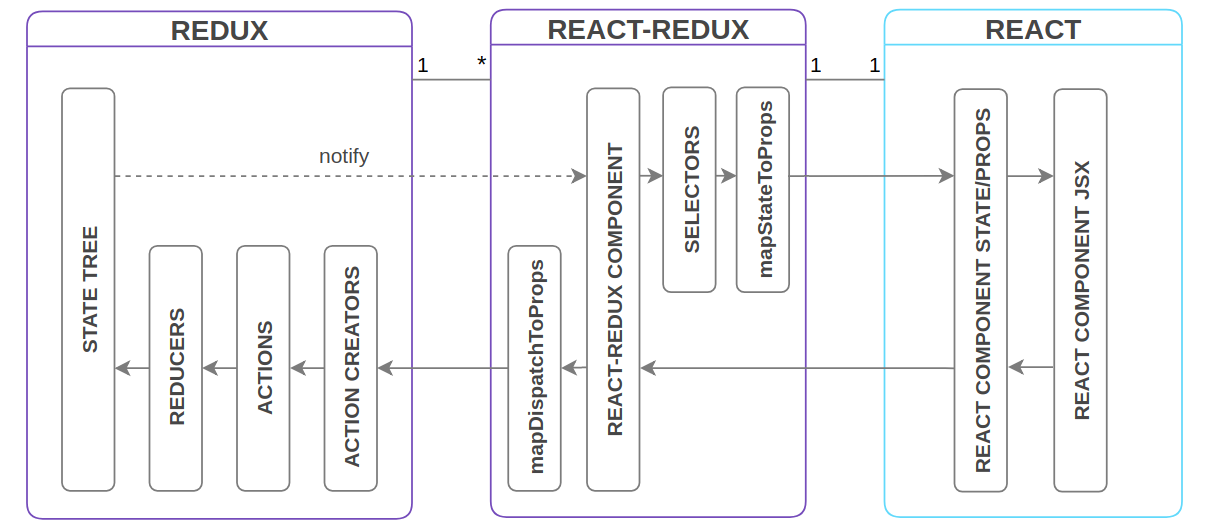 REDUX
REACT-REDUX
REACT
1
*
1
1
notify
STATE TREE
REDUCERS
ACTIONS
ACTION CREATORS
mapDispatchToProps
REACT-REDUX COMPONENT
SELECTORS
mapStateToProps
REACT COMPONENT STATE/PROPS
REACT COMPONENT JSX